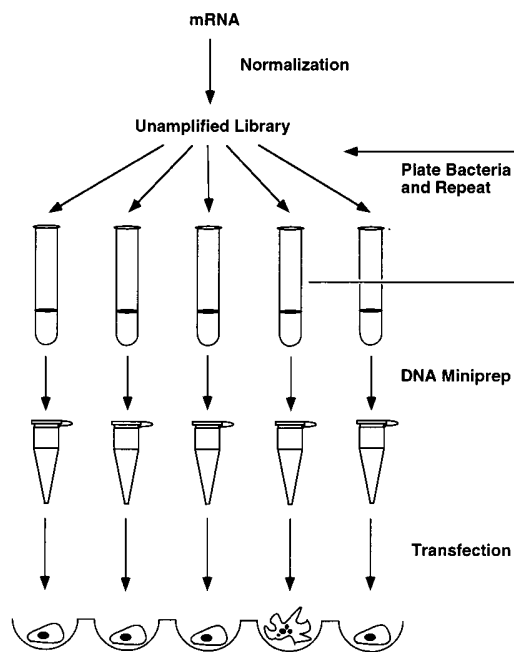 mRNA
Normalization
Unamplified Library
Plate Bacteria
and Repeat
DNA Miniprep
Transfection